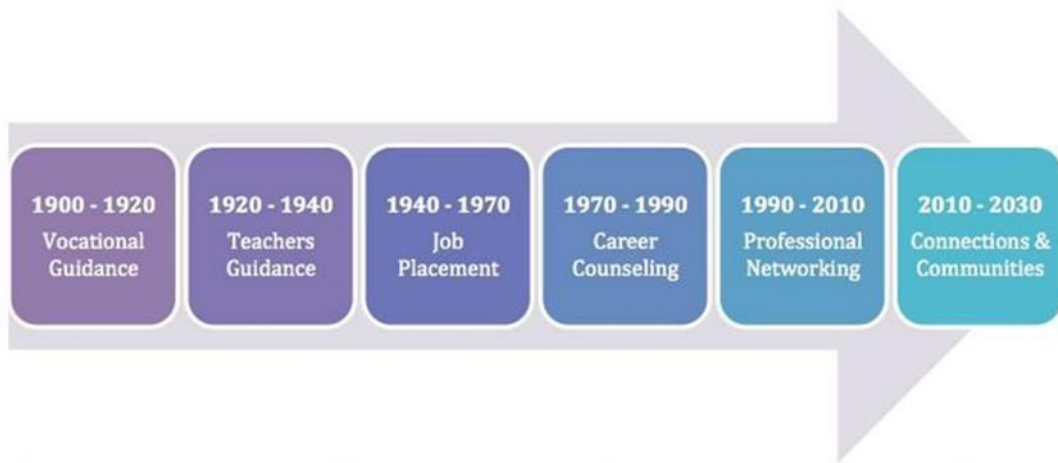 1900 - 1920
Vocational
Guidance
1920 - 1940
Teachers
Guidance
1940 - 1970
Job
Placement
1970 - 1990
Career
Counseling
1990 - 2010
Professional
Networking
2010 - 2030
Connections &
Communities